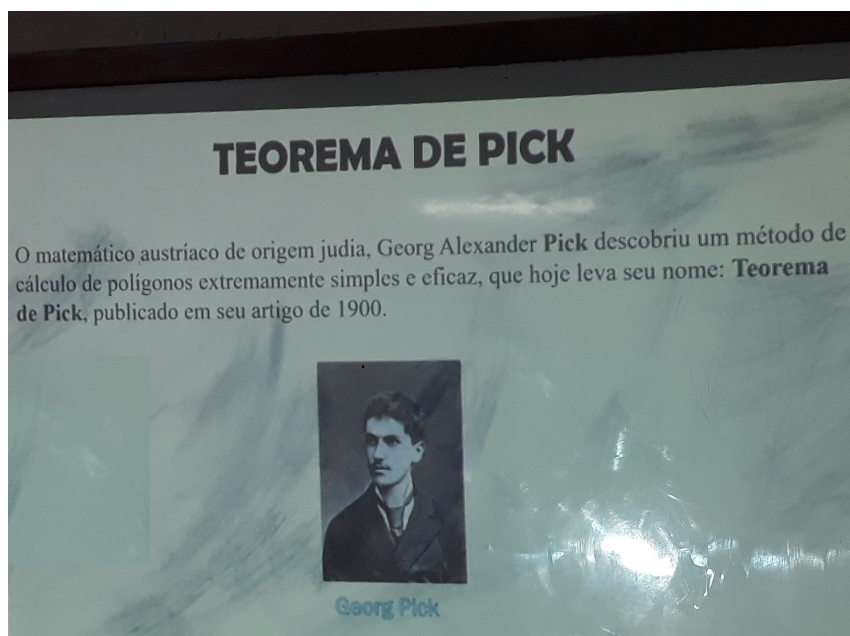 TEOREMA DE PICK
O matemático austríaco de origem judia, Georg Alexander Pick descobriu um método de
cálculo de polígonos extremamente simples e eficaz, que hoje leva seu nome: Teorema
de Pick, publicado em seu artigo de 1900.
Georg Pick